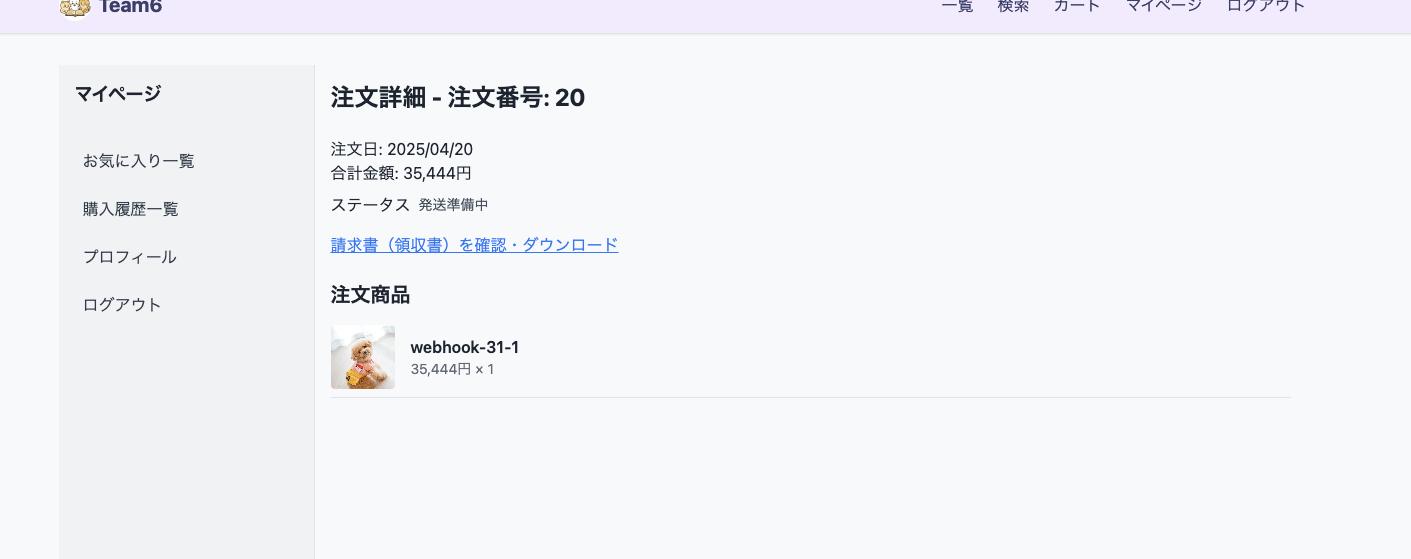 Team6
一覧 検索 カート マイページ ログアウト
マイページ
お気に入り一覧
購入履歴一覧
プロフィール
ログアウト
注文詳細 - 注文番号: 20
注文日: 2025/04/20
合計金額: 35,444円
ステータス 発送準備中
請求書（領収書）を確認・ダウンロード
注文商品
webhook-31-1
35,444円 × 1